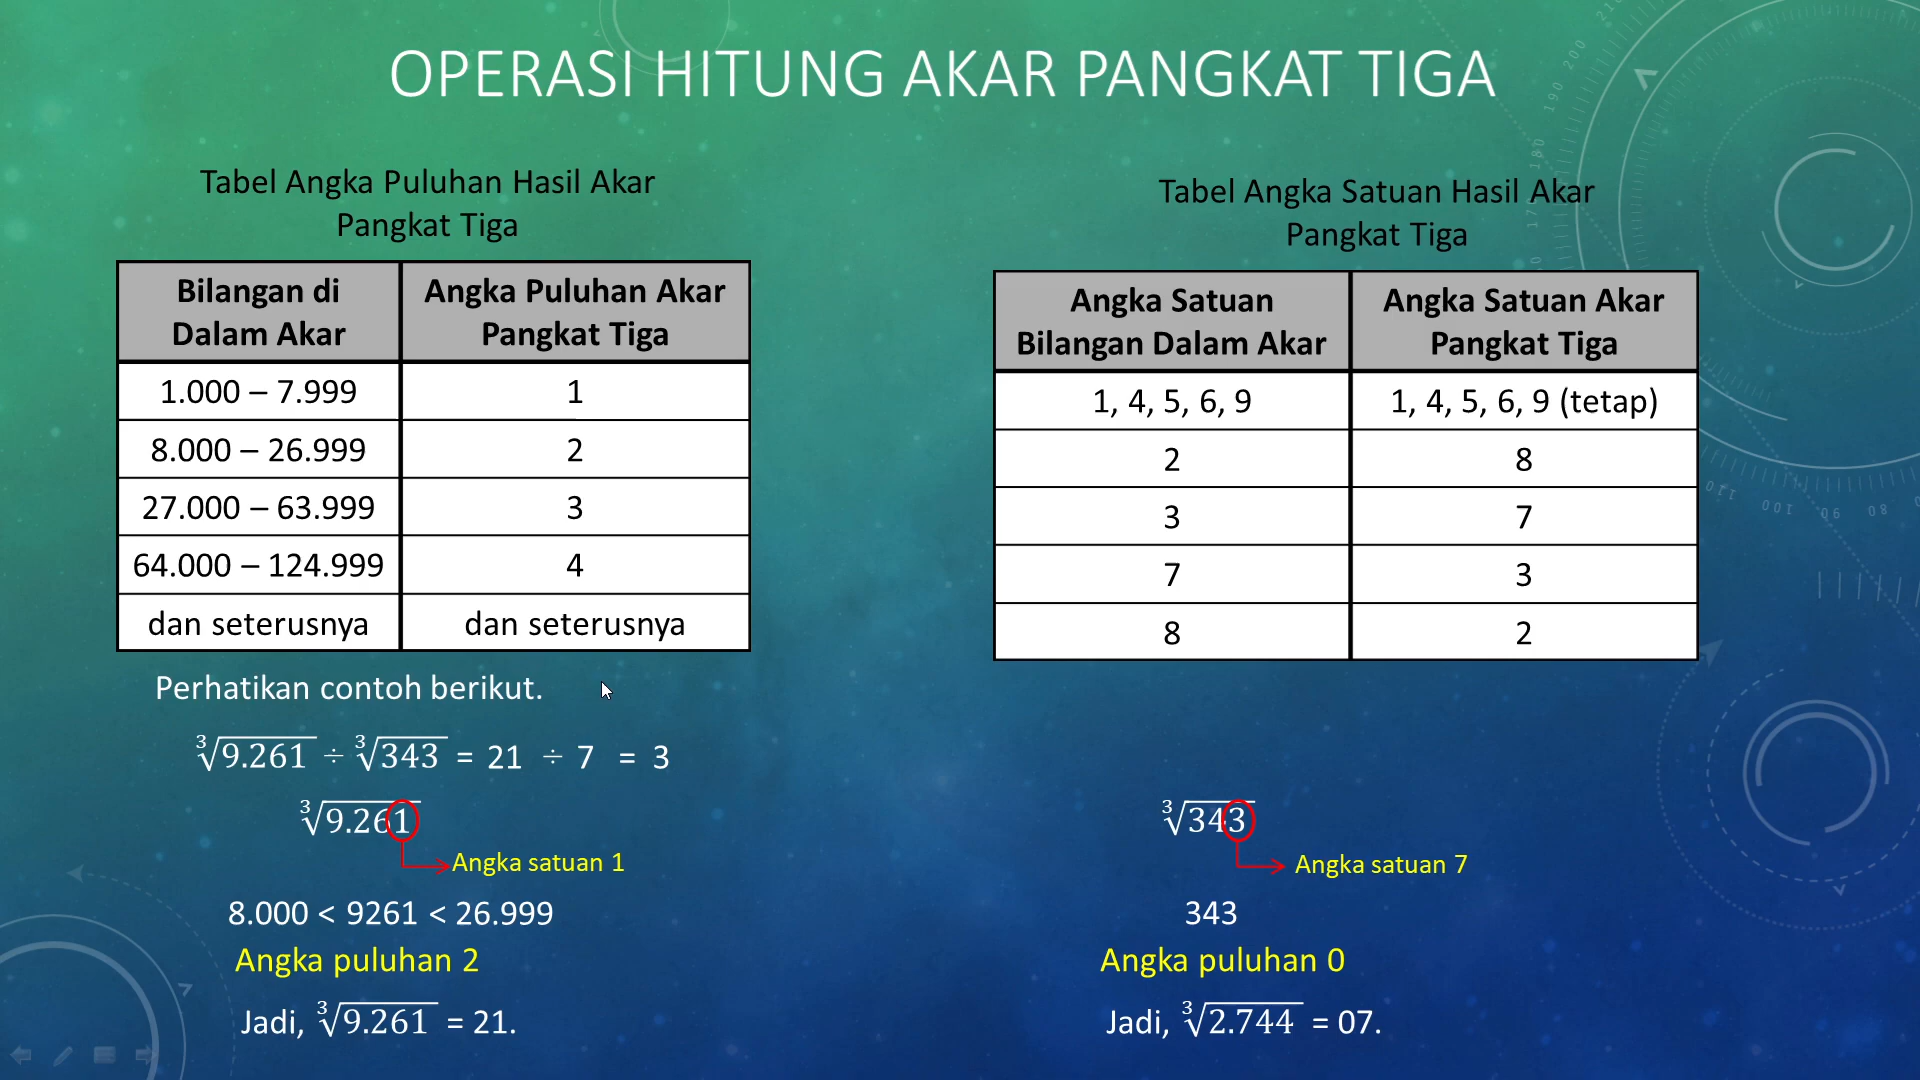 OPERASI HITUNG AKAR PANGKAT TIGA
Tabel Angka Puluhan Hasil Akar
Pangkat Tiga
Bilangan di
Dalam Akar
Angka Puluhan Akar
Pangkat Tiga
1.000 – 7.999
1
8.000 – 26.999
2
27.000 – 63.999
3
64.000 – 124.999
4
dan seterusnya
dan seterusnya
Tabel Angka Satuan Hasil Akar
Pangkat Tiga
Angka Satuan
Bilangan Dalam Akar
Angka Satuan Akar
Pangkat Tiga
1, 4, 5, 6, 9
1, 4, 5, 6, 9 (tetap)
2
8
3
7
7
3
8
2
Perhatikan contoh berikut.
∛9.261 ÷ ∛343 = 21 ÷ 7 = 3
∛9.261
Angka satuan 1
8.000 < 9261 < 26.999
Angka puluhan 2
Jadi, ∛9.261 = 21.
∛343
Angka satuan 7
343
Angka puluhan 0
Jadi, ∛2.744 = 07.